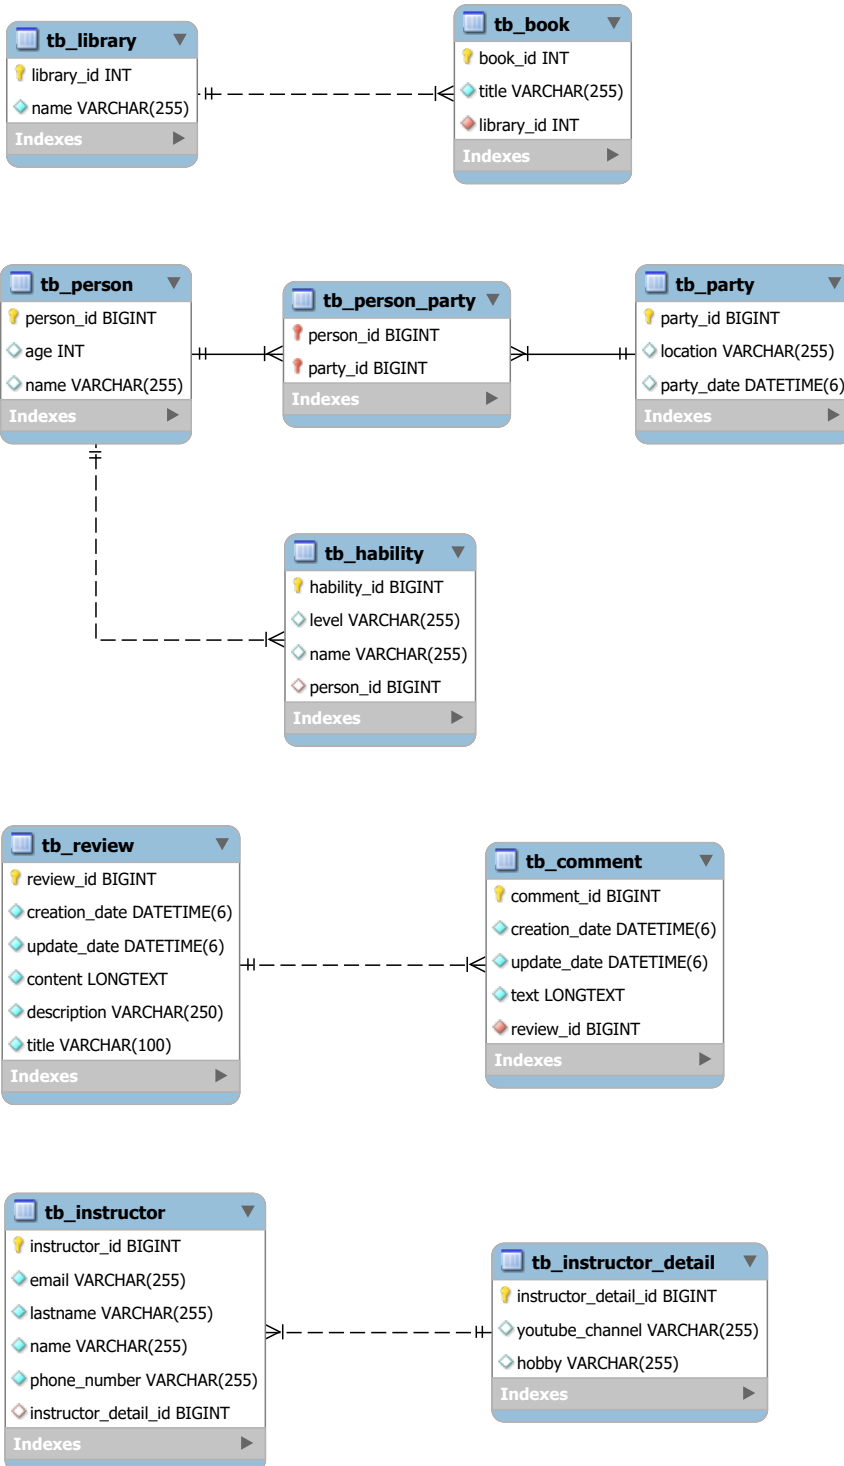 tb_library
library_id INT
name VARCHAR(255)
Indexes
tb_book
book_id INT
title VARCHAR(255)
library_id INT
Indexes
tb_person
person_id BIGINT
age INT
name VARCHAR(255)
Indexes
tb_person_party
person_id BIGINT
party_id BIGINT
Indexes
tb_party
party_id BIGINT
location VARCHAR(255)
party_date DATETIME(6)
Indexes
tb_hability
hability_id BIGINT
level VARCHAR(255)
name VARCHAR(255)
person_id BIGINT
Indexes
tb_review
review_id BIGINT
creation_date DATETIME(6)
update_date DATETIME(6)
content LONGTEXT
description VARCHAR(250)
title VARCHAR(100)
Indexes
tb_comment
comment_id BIGINT
creation_date DATETIME(6)
update_date DATETIME(6)
text LONGTEXT
review_id BIGINT
Indexes
tb_instructor
instructor_id BIGINT
email VARCHAR(255)
lastname VARCHAR(255)
name VARCHAR(255)
phone_number VARCHAR(255)
instructor_detail_id BIGINT
Indexes
tb_instructor_detail
instructor_detail_id BIGINT
youtube_channel VARCHAR(255)
hobby VARCHAR(255)
Indexes